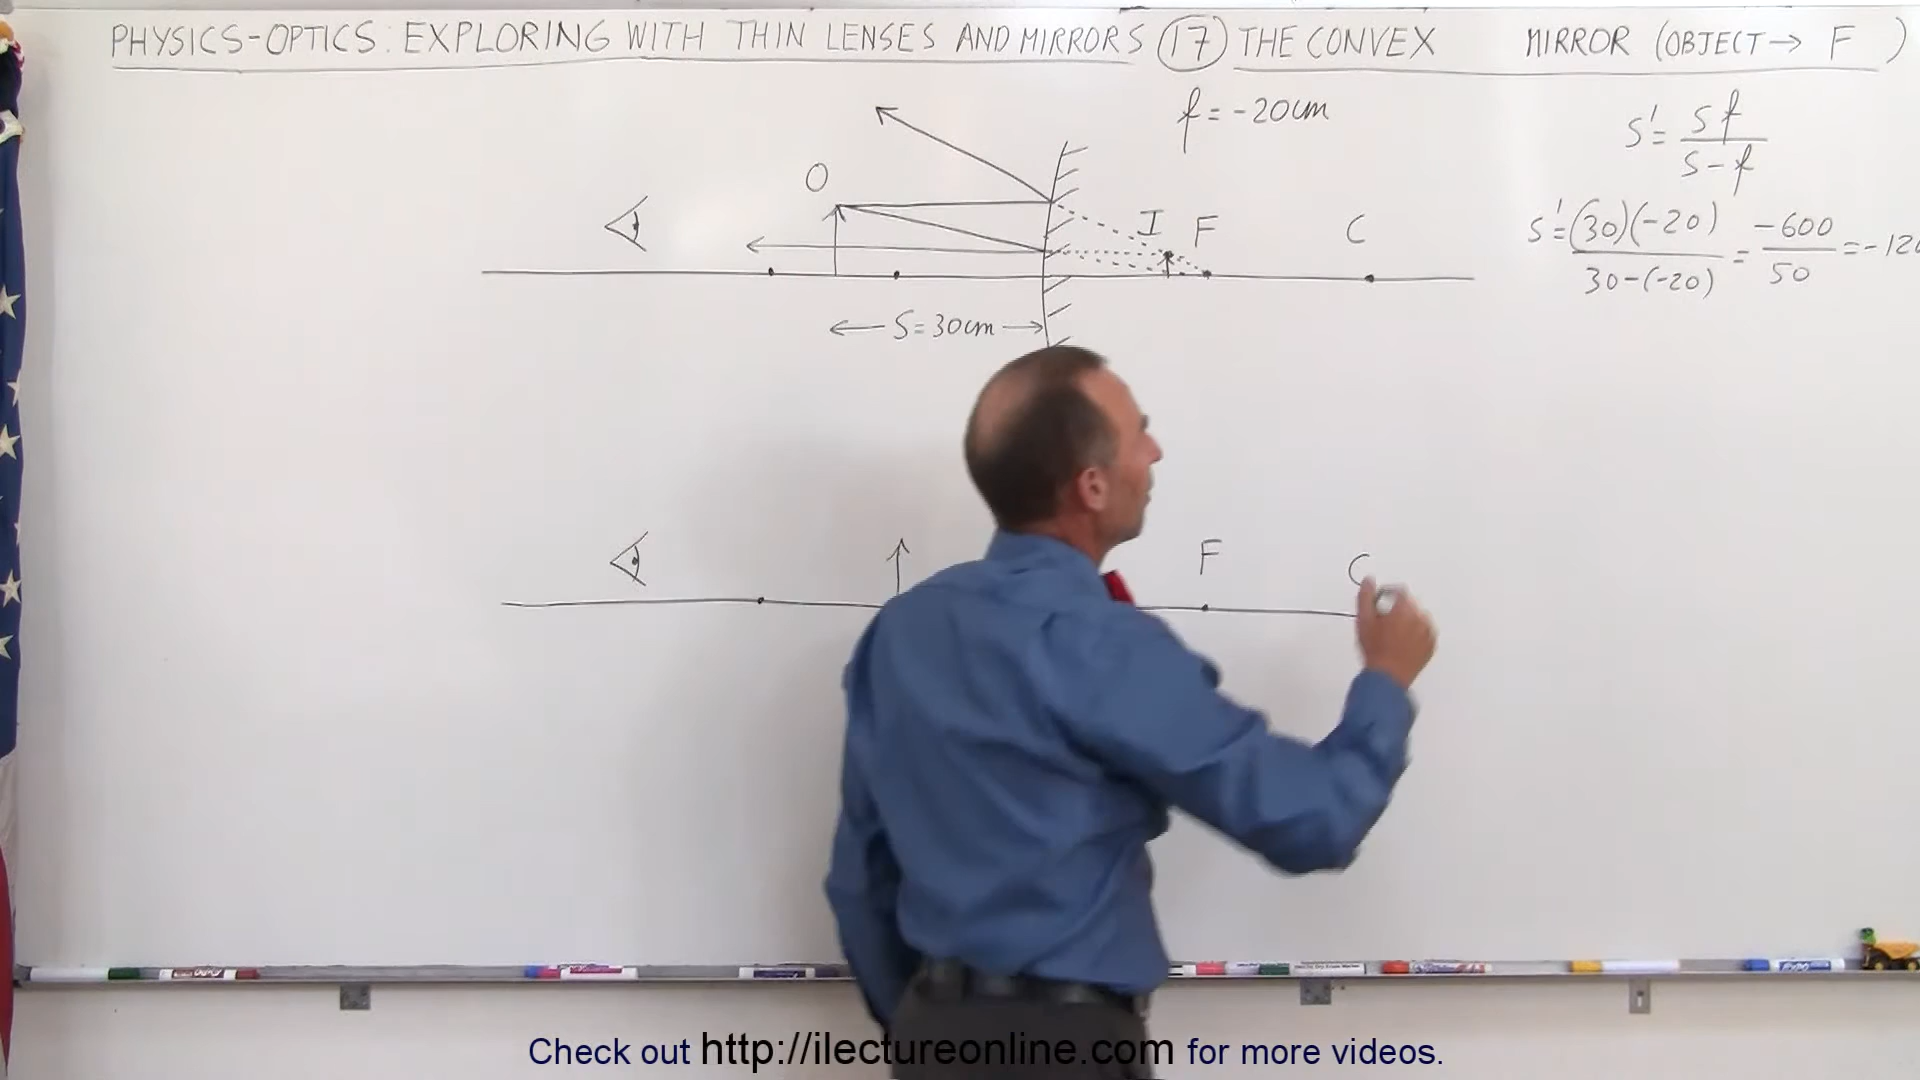 PHYSICS-OPTICS: EXPLORING WITH THIN LENSES AND MIRRORS 17 THE CONVEX MIRROR (OBJECT → F )
f = -20cm
S' = S f / S - f
O
I F C
S' = (30)(-20) / 30-(-20) = -600 / 50 = -12
← S = 30cm →
F C
Check out http://ilectureonline.com for more videos.